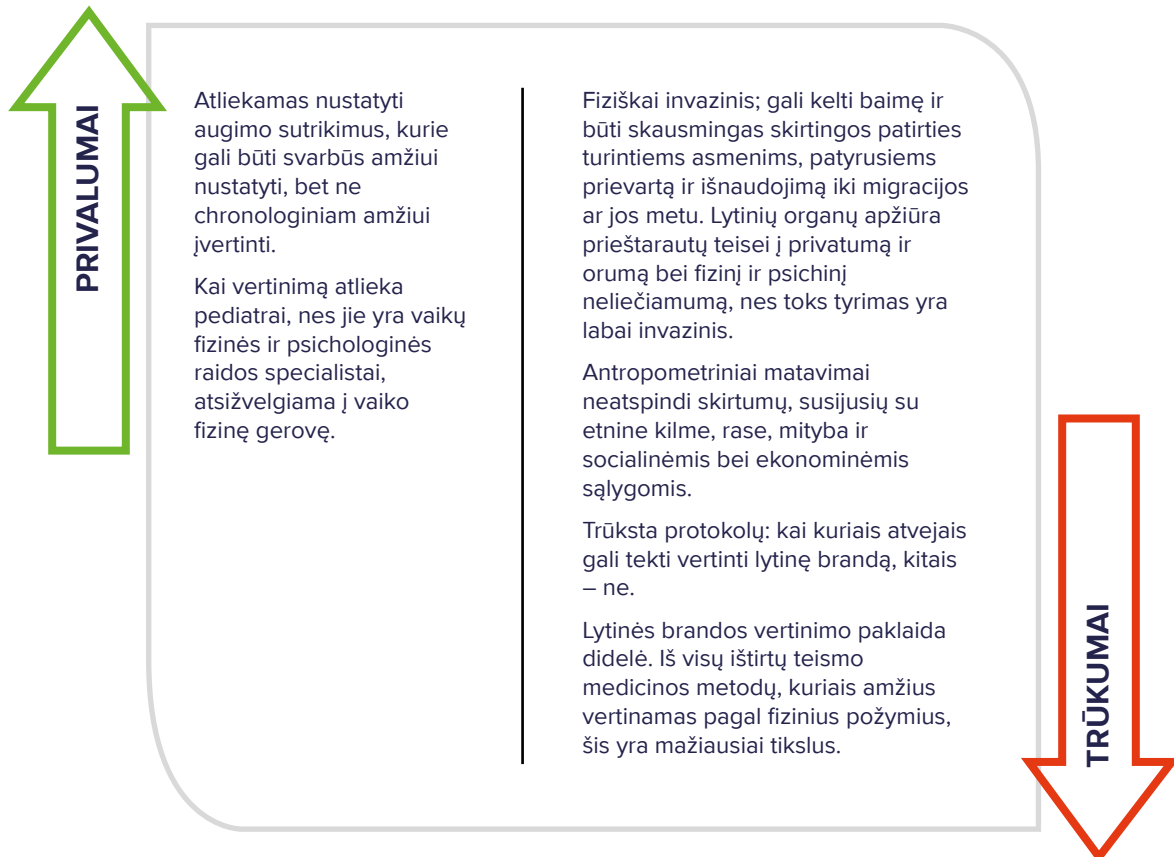 PRIVALUMAI
Atliekamas nustatyti
augimo sutrikimus, kurie
gali būti svarbūs amžiui
nustatyti, bet ne
chronologiniam amžiui
įvertinti.
Kai vertinimą atlieka
pediatrai, nes jie yra vaikų
fizinės ir psichologinės
raidos specialistai,
atsižvelgiama į vaiko
fizinę gerovę.
Fiziškai invazinis; gali kelti baimę ir
būti skausmingas skirtingos patirties
turintiems asmenims, patyrusiems
prievartą ir išnaudojimą iki migracijos
ar jos metu. Lytinių organų apžiūra
prieštarautų teisei į privatumą ir
orumą bei fizinį ir psichinį
neliečiamumą, nes toks tyrimas yra
labai invazinis.
Antropometriniai matavimai
neatspindi skirtumų, susijusių su
etnine kilme, rase, mityba ir
socialinėmis bei ekonominėmis
sąlygomis.
Trūksta protokolų: kai kuriais atvejais
gali tekti vertinti lytinę brandą, kitais
– ne.
Lytinės brandos vertinimo paklaida
didelė. Iš visų ištirtų teismo
medicinos metodų, kuriais amžius
vertinamas pagal fizinius požymius,
šis yra mažiausiai tikslus.
TRŪKUMAI